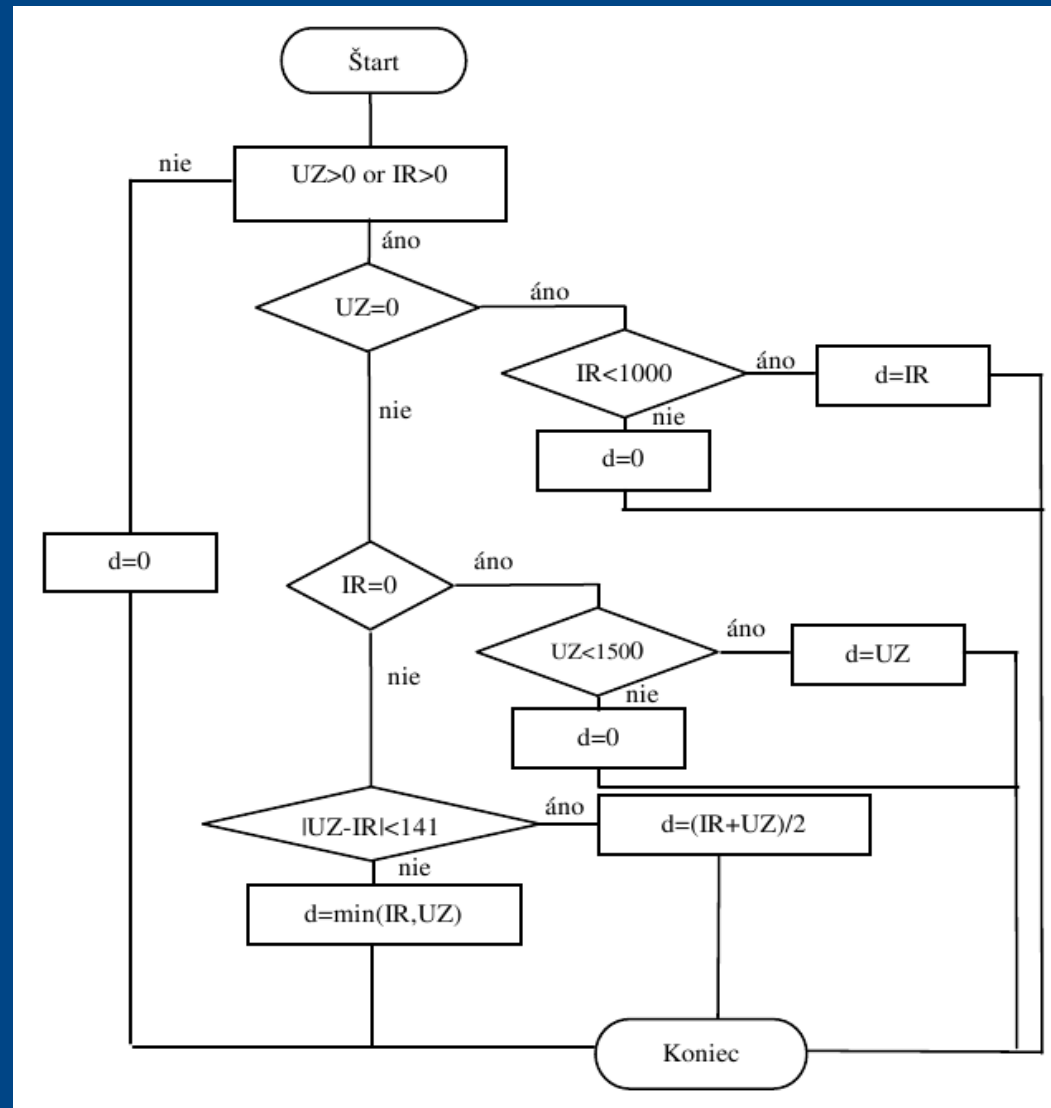 Štart
nie
UZ>0 or IR>0
áno
UZ=0
áno
IR<1000
áno
d=IR
nie
nie
d=0
d=0
IR=0
áno
UZ<1500
áno
d=UZ
nie
nie
d=0
|UZ-IR|<141
áno
d=(IR+UZ)/2
nie
d=min(IR,UZ)
Koniec